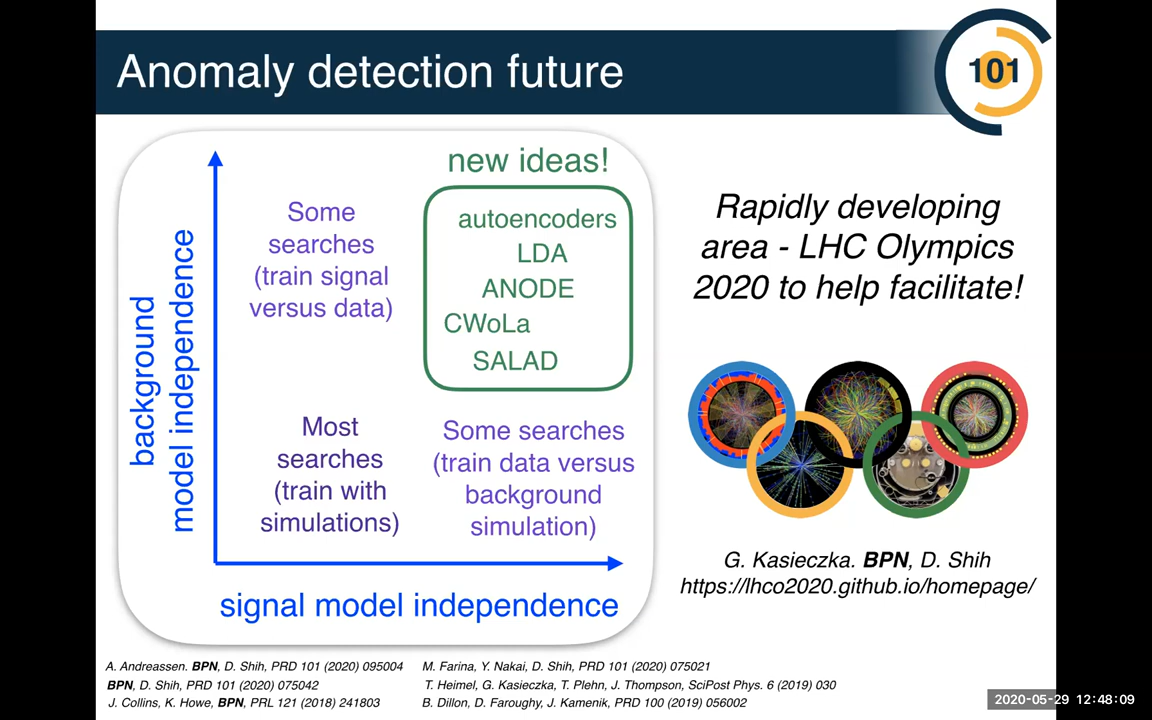 Anomaly detection future
101
new ideas!
Some
searches
(train signal
versus data)
autoencoders
LDA
ANODE
CWoLa
SALAD
background
model independence
Most
searches
(train with
simulations)
Some searches
(train data versus
background
simulation)
signal model independence
Rapidly developing
area - LHC Olympics
2020 to help facilitate!
G. Kasieczka. BPN, D. Shih
https://lhco2020.github.io/homepage/
A. Andreassen. BPN, D. Shih, PRD 101 (2020) 095004
BPN, D. Shih, PRD 101 (2020) 075042
J. Collins, K. Howe, BPN, PRL 121 (2018) 241803
M. Farina, Y. Nakai, D. Shih, PRD 101 (2020) 075021
T. Heimel, G. Kasieczka, T. Plehn, J. Thompson, SciPost Phys. 6 (2019) 030
B. Dillon, D. Faroughy, J. Kamenik, PRD 100 (2019) 056002
2020-05-29 12:48:09